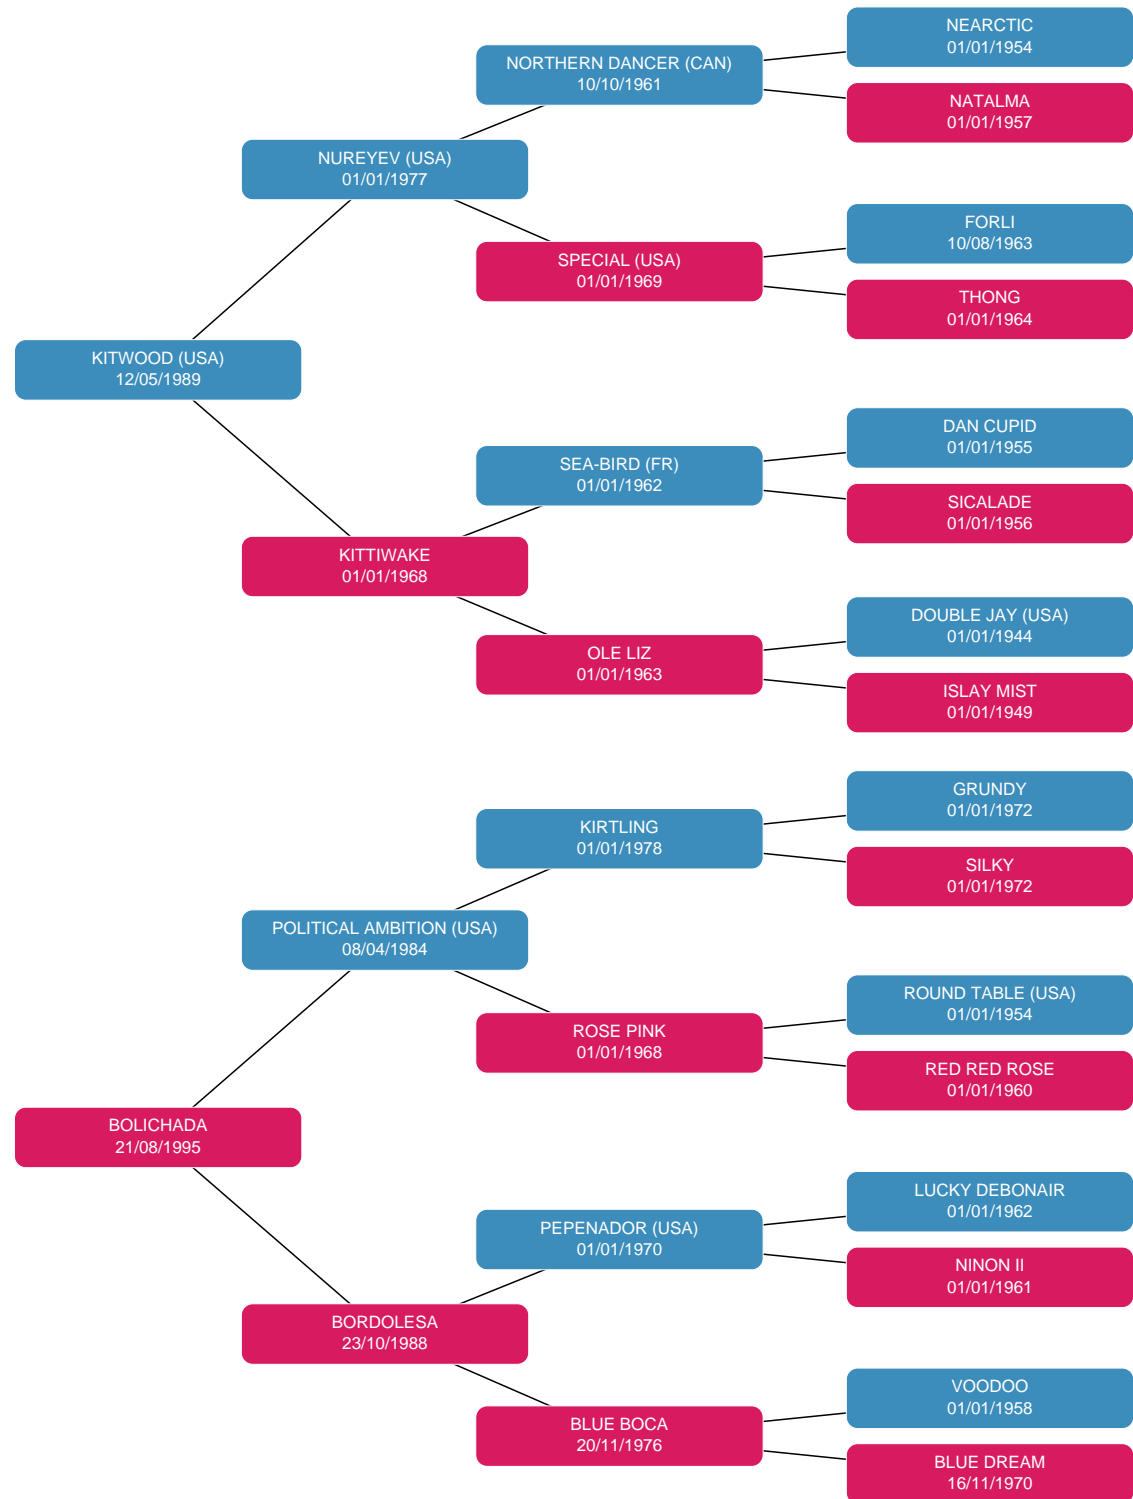 NEARCTIC
01/01/1954
NORTHERN DANCER (CAN)
10/10/1961
NATALMA
01/01/1957
NUREYEV (USA)
01/01/1977
FORLI
10/08/1963
SPECIAL (USA)
01/01/1969
THONG
01/01/1964
KITWOOD (USA)
12/05/1989
DAN CUPID
01/01/1955
SEA-BIRD (FR)
01/01/1962
SICALADE
01/01/1956
KITTIWAKE
01/01/1968
DOUBLE JAY (USA)
01/01/1944
OLE LIZ
01/01/1963
ISLAY MIST
01/01/1949
GRUNDY
01/01/1972
KIRTLING
01/01/1978
SILKY
01/01/1972
POLITICAL AMBITION (USA)
08/04/1984
ROUND TABLE (USA)
01/01/1954
ROSE PINK
01/01/1968
RED RED ROSE
01/01/1960
BOLICHADA
21/08/1995
LUCKY DEBONAIR
01/01/1962
PEPENADOR (USA)
01/01/1970
NINON II
01/01/1961
BORDOLESA
23/10/1988
VOODOO
01/01/1958
BLUE BOCA
20/11/1976
BLUE DREAM
16/11/1970